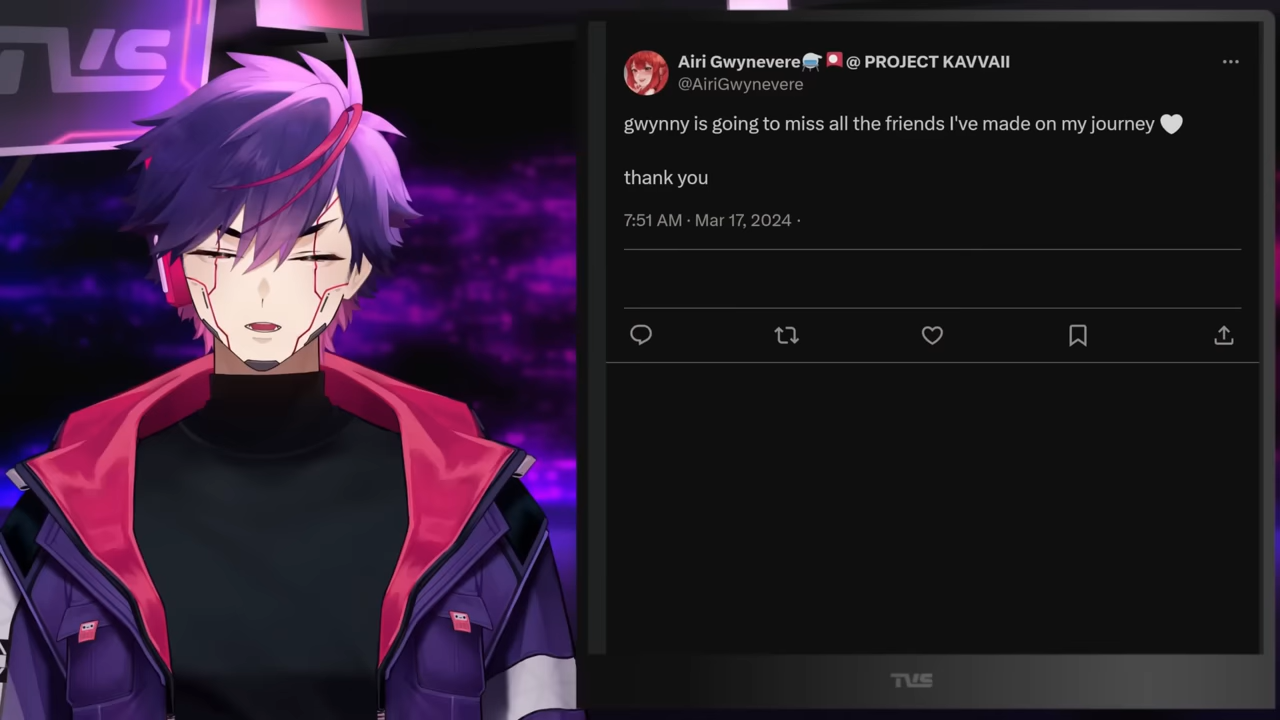 TVS
Airi Gwynevere @ PROJECT KAVVAII
@AiriGwynevere
gwynny is going to miss all the friends I've made on my journey 🤍
thank you
7:51 AM · Mar 17, 2024 ·
TVS